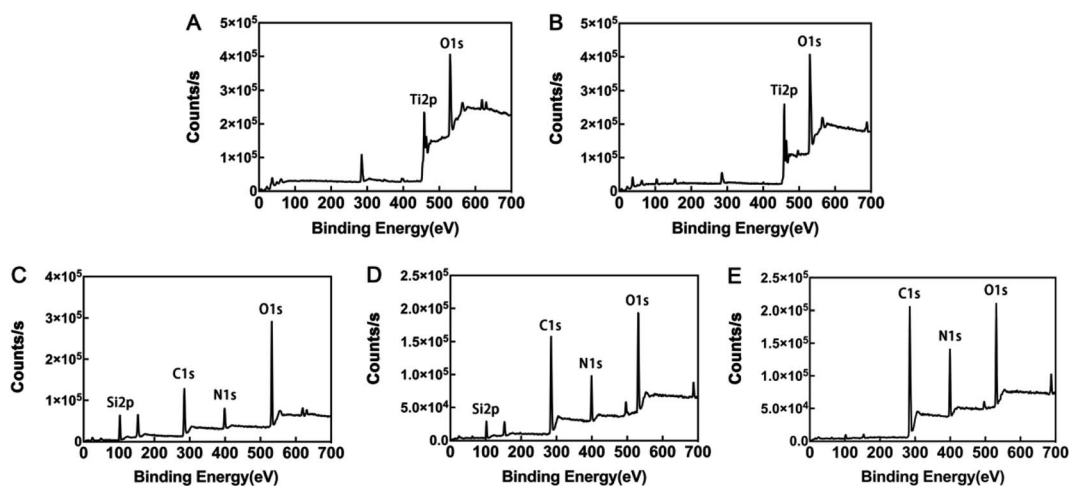 A
B
5×10⁵
4×10⁵
3×10⁵
2×10⁵
1×10⁵
0
Counts/s
Ti2p
O1s
0 100 200 300 400 500 600 700
Binding Energy(eV)
5×10⁵
4×10⁵
3×10⁵
2×10⁵
1×10⁵
0
Counts/s
Ti2p
O1s
0 100 200 300 400 500 600 700
Binding Energy(eV)
C
4×10⁵
3×10⁵
2×10⁵
1×10⁵
0
Counts/s
Si2p
C1s
N1s
O1s
0 100 200 300 400 500 600 700
Binding Energy(eV)
D
2.5×10⁵
2.0×10⁵
1.5×10⁵
1.0×10⁵
5.0×10⁴
0.0
Counts/s
Si2p
C1s
N1s
O1s
0 100 200 300 400 500 600 700
Binding Energy(eV)
E
2.5×10⁵
2.0×10⁵
1.5×10⁵
1.0×10⁵
5.0×10⁴
0.0
Counts/s
C1s
N1s
O1s
0 100 200 300 400 500 600 700
Binding Energy(eV)